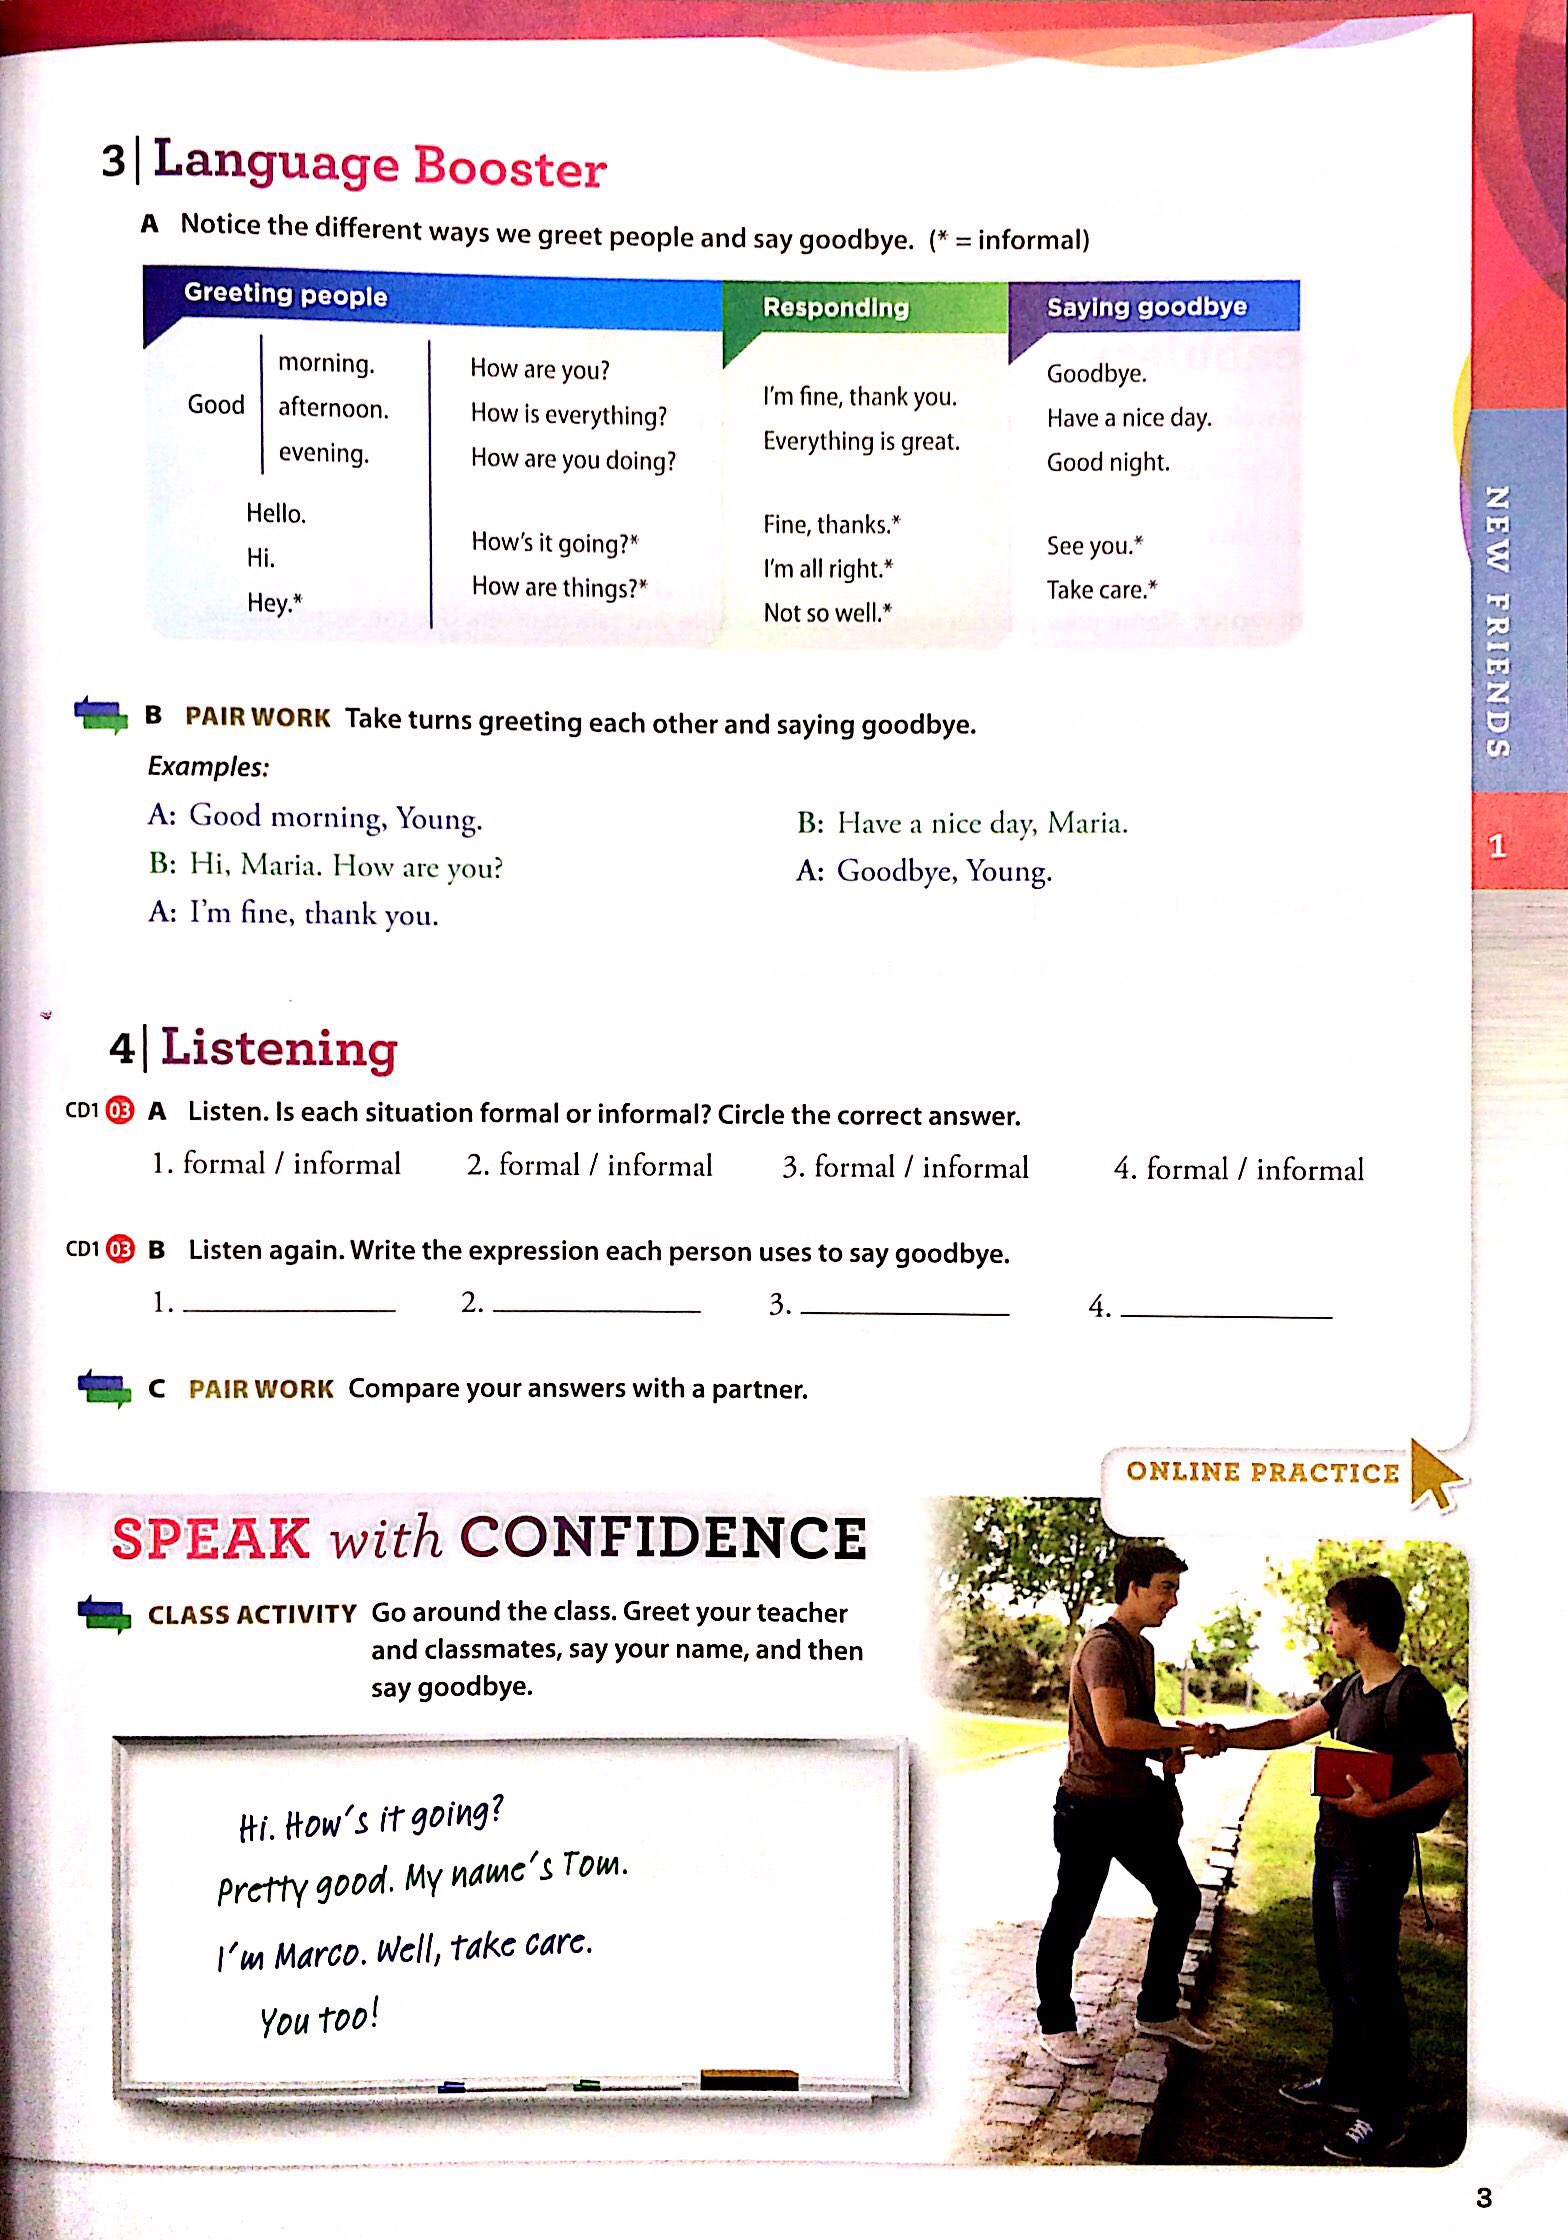 3 Language Booster
A Notice the different ways we greet people and say goodbye. (* = informal)
Greeting people
Good
morning.
afternoon.
evening.
Hello.
Hi.
Hey.*
How are you?
How is everything?
How are you doing?
How's it going?*
How are things?*
Responding
I'm fine, thank you.
Everything is great.
Fine, thanks.*
I'm all right.*
Not so well.*
Saying goodbye
Goodbye.
Have a nice day.
Good night.
See you.*
Take care.*
B PAIR WORK Take turns greeting each other and saying goodbye.
Examples:
A: Good morning, Young.
B: Hi, Maria. How are you?
A: I'm fine, thank you.
B: Have a nice day, Maria.
A: Goodbye, Young.
4 Listening
CD1 03 A Listen. Is each situation formal or informal? Circle the correct answer.
1. formal / informal 2. formal / informal 3. formal / informal 4. formal / informal
CD1 03 B Listen again. Write the expression each person uses to say goodbye.
1. 2. 3. 4.
C PAIR WORK Compare your answers with a partner.
ONLINE PRACTICE
SPEAK with CONFIDENCE
CLASS ACTIVITY Go around the class. Greet your teacher
and classmates, say your name, and then
say goodbye.
Hi. How's it going?
Pretty good. My name's Tom.
I'm Marco. Well, take care.
You too!
NEW FRIENDS
1
3